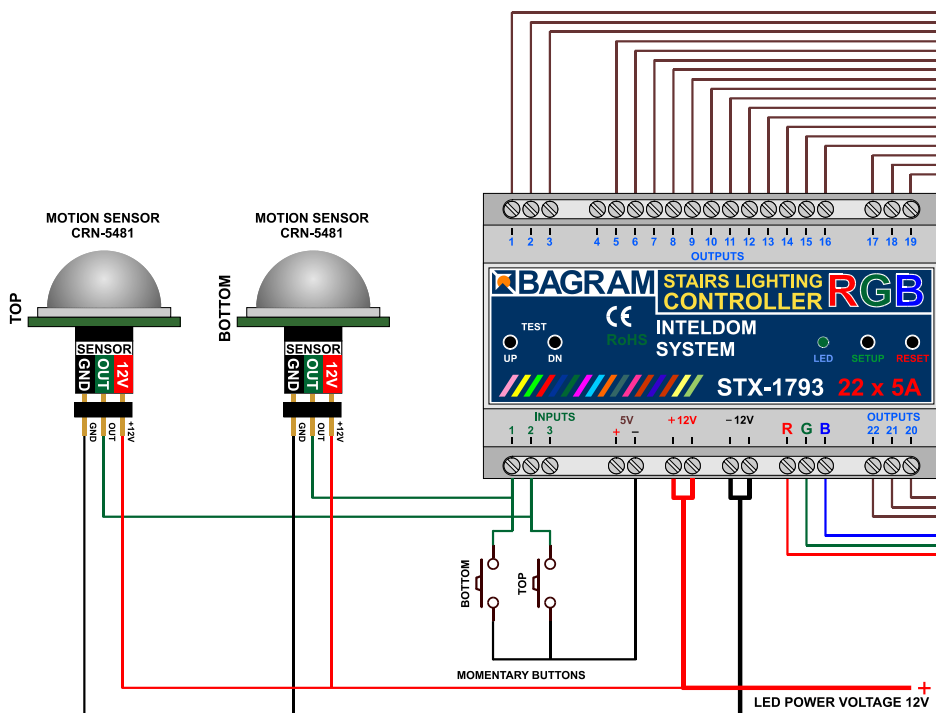 MOTION SENSOR
CRN-5481
MOTION SENSOR
CRN-5481
TOP
BOTTOM
SENSOR
GND
OUT
12V
GND
OUT
+12V
SENSOR
GND
OUT
12V
GND
OUT
+12V
1 2 3 4 5 6 7 8 9 10 11 12 13 14 15 16 17 18 19
OUTPUTS
BAGRAM
STAIRS LIGHTING
CONTROLLER
RGB
CE
RoHS
INTELDOM
SYSTEM
TEST
UP DN
LED SETUP RESET
STX-1793 22 x 5A
INPUTS
1 2 3
5V
+ −
+12V
−12V
R G B
OUTPUTS
22 21 20
BOTTOM
TOP
MOMENTARY BUTTONS
+
LED POWER VOLTAGE 12V